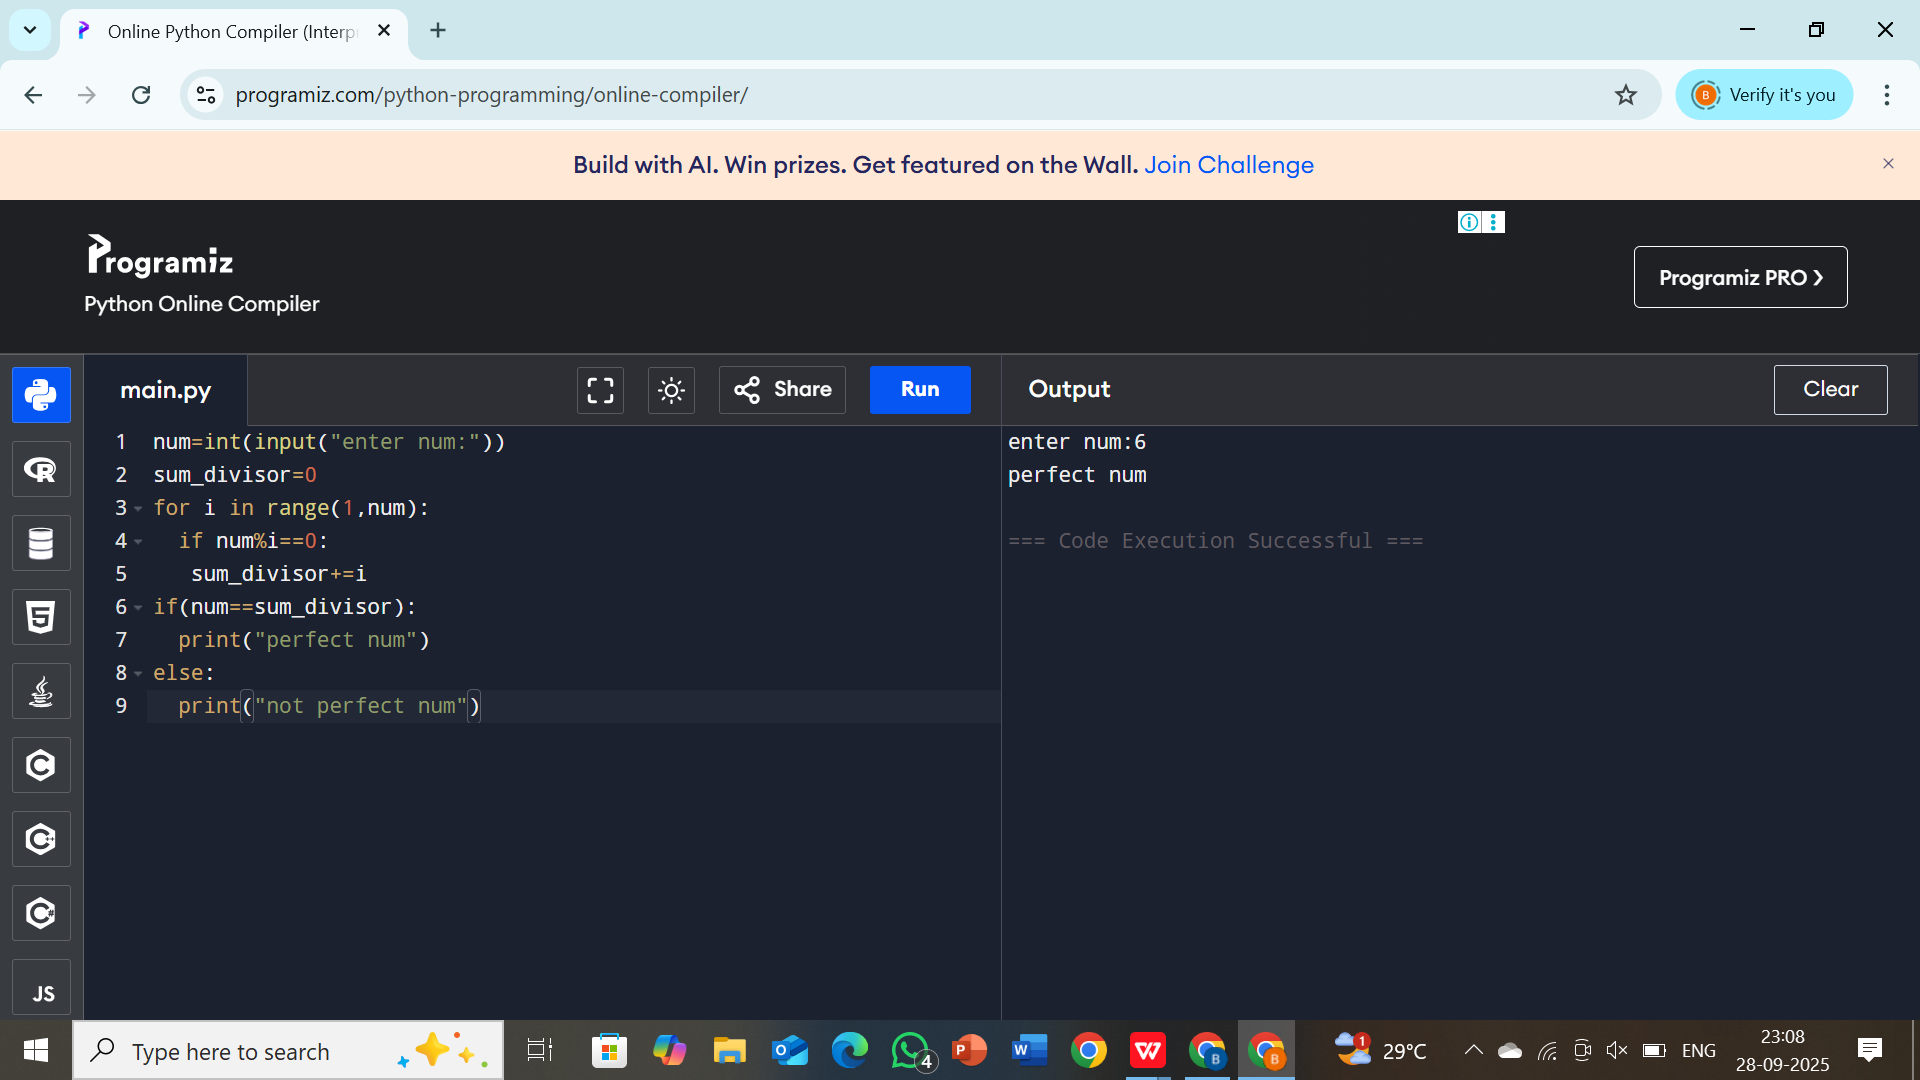 Online Python Compiler (Interp
programiz.com/python-programming/online-compiler/
B
Verify it's you
Build with AI. Win prizes. Get featured on the Wall. Join Challenge
Programiz
Python Online Compiler
Programiz PRO ❯
main.py
Share
Run
Output
Clear
1 num=int(input("enter num:"))
2 sum_divisor=0
3 for i in range(1,num):
4   if num%i==0:
5    sum_divisor+=i
6 if(num==sum_divisor):
7   print("perfect num")
8 else:
9   print("not perfect num")
enter num:6
perfect num
=== Code Execution Successful ===
R
5
C
C++
C#
JS
Type here to search
O
4
P
W
W
B
B
1
29°C
ENG
23:08
28-09-2025